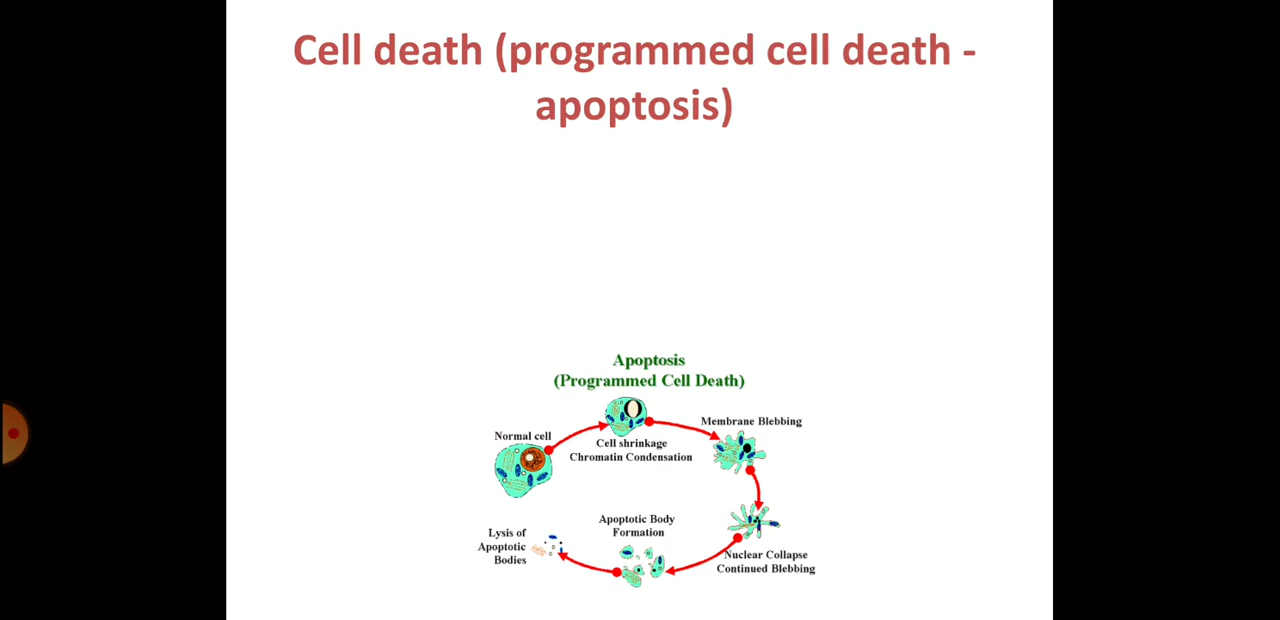 Cell death (programmed cell death -
apoptosis)
Apoptosis
(Programmed Cell Death)
Normal cell
Cell shrinkage
Chromatin Condensation
Membrane Blebbing
Nuclear Collapse
Continued Blebbing
Apoptotic Body
Formation
Lysis of
Apoptotic
Bodies